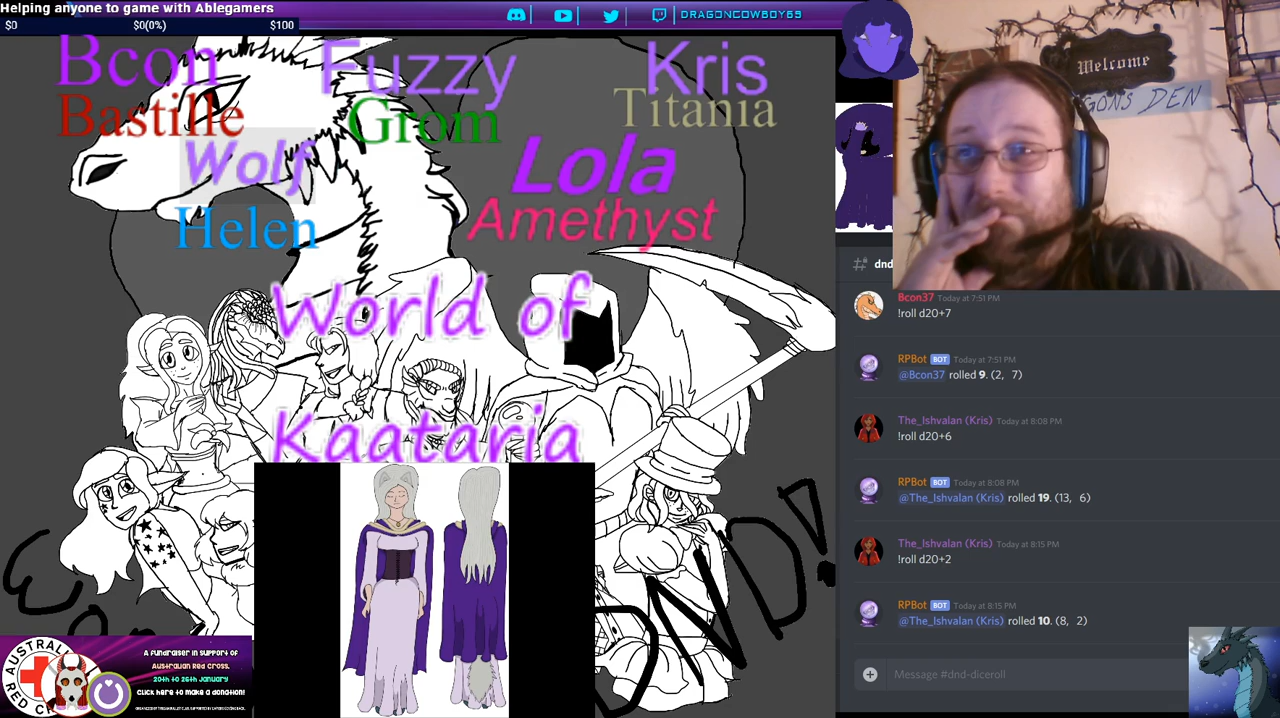 Helping anyone to game with Ablegamers
$0 $0(0%) $100
DRAGONCOWBOY69
Bcon Fuzzy Kris
Bastille Grom Titania
Wolf Lola
Helen Amethyst
World of
Kaataria
DND!
Welcome
DEN
dnd
Bcon37 Today at 7:51 PM
!roll d20+7
RPBot BOT Today at 7:51 PM
@Bcon37 rolled 9. (2, 7)
The_Ishvalan (Kris) Today at 8:08 PM
!roll d20+6
RPBot BOT Today at 8:08 PM
@The_Ishvalan (Kris) rolled 19. (13, 6)
The_Ishvalan (Kris) Today at 8:15 PM
!roll d20+2
RPBot BOT Today at 8:15 PM
@The_Ishvalan (Kris) rolled 10. (8, 2)
Message #dnd-diceroll
AUSTRALIAN
RED
A fundraiser in support of
Australian Red Cross.
20th to 26th January
Click here to make a donation!